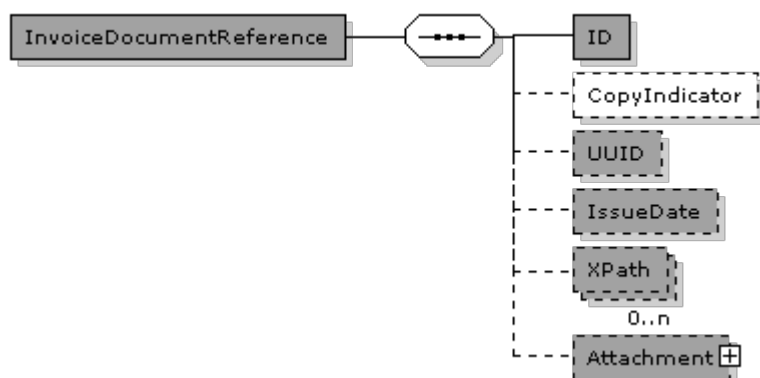 InvoiceDocumentReference
ID
CopyIndicator
UUID
IssueDate
XPath
0..n
Attachment